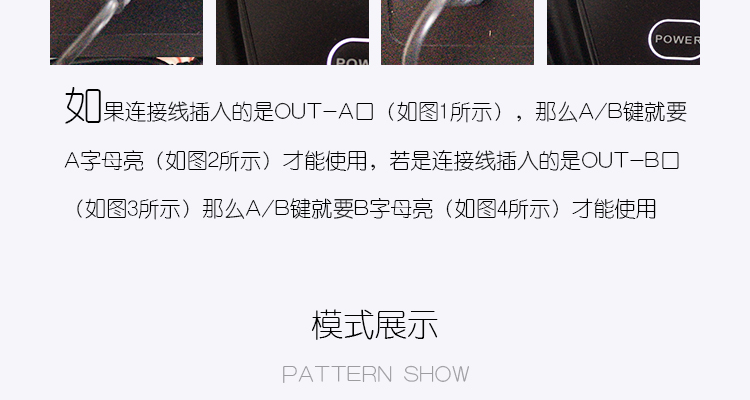 POWER
POWER
如果连接线插入的是OUT-A口（如图1所示），那么A/B键就要
A字母亮（如图2所示）才能使用，若是连接线插入的是OUT-B口
（如图3所示）那么A/B键就要B字母亮（如图4所示）才能使用
模式展示
PATTERN SHOW